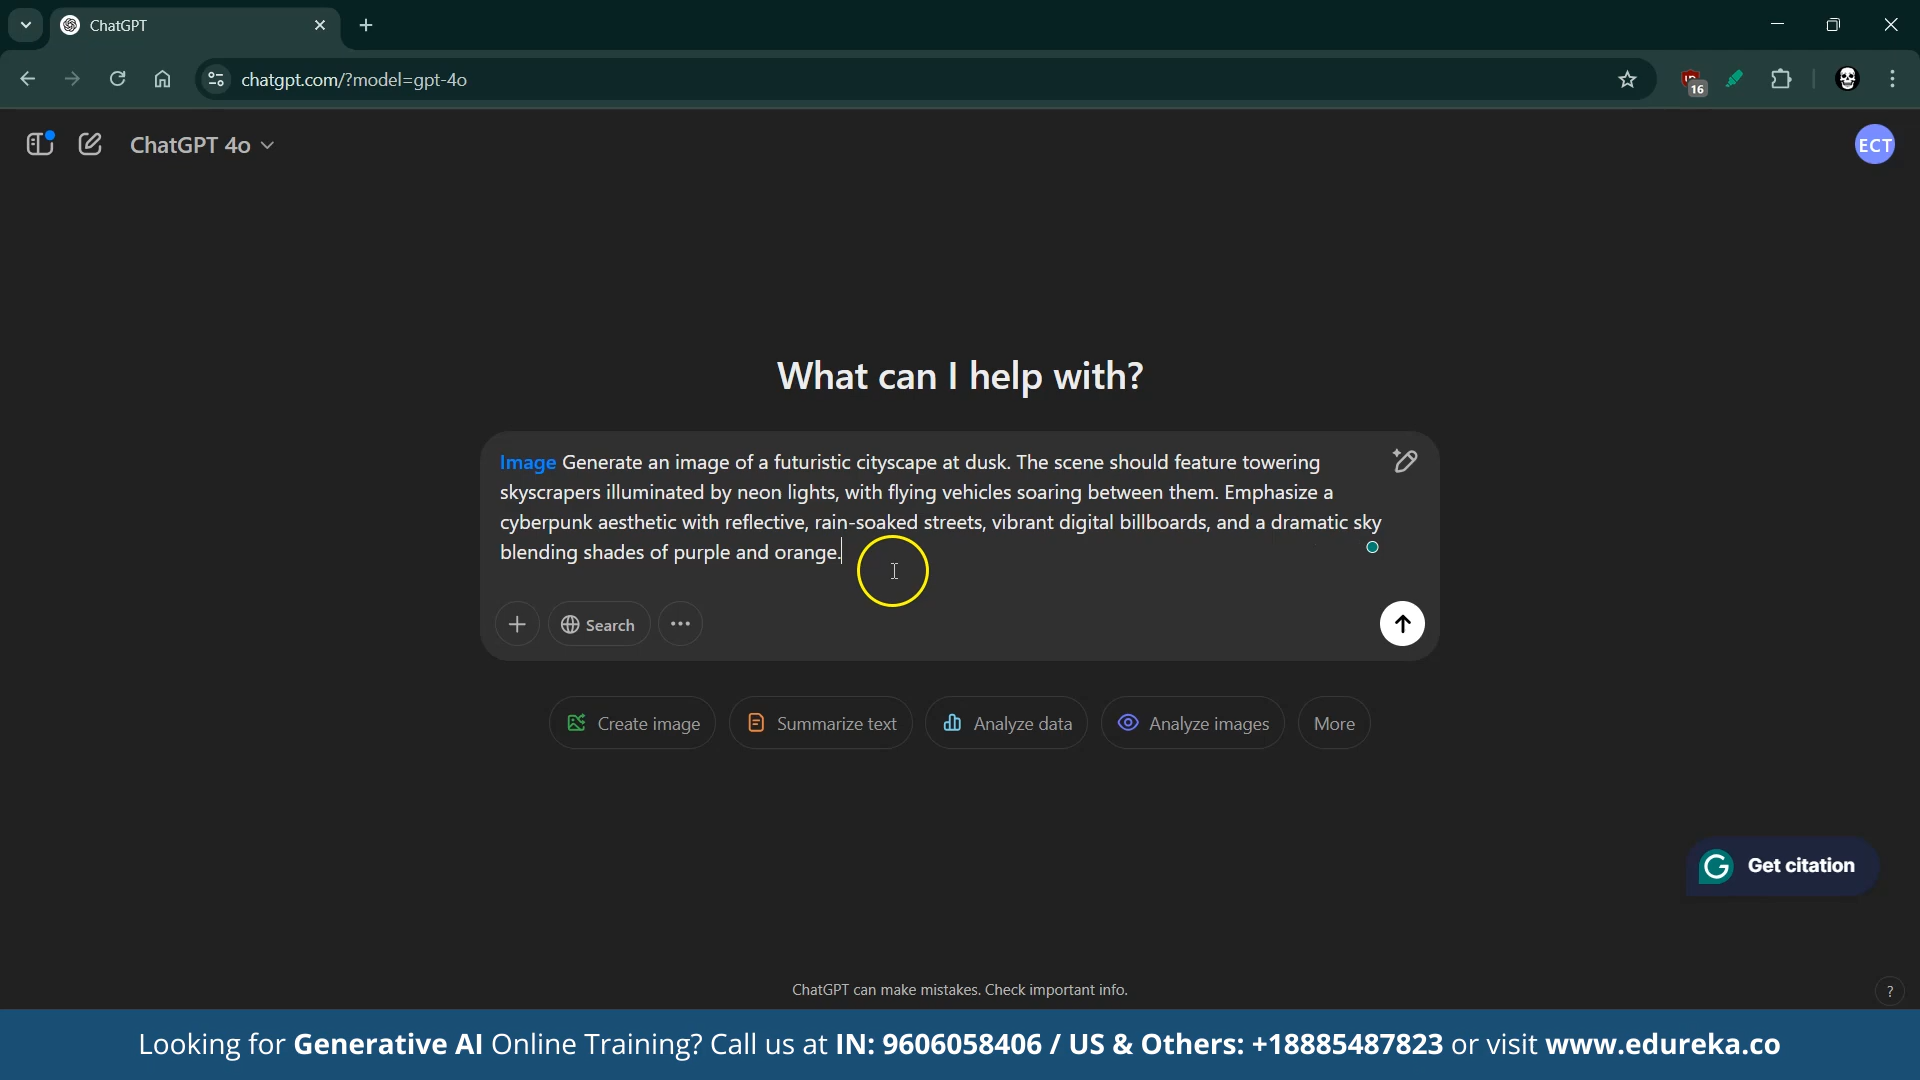 ChatGPT
chatgpt.com/?model=gpt-4o
16
ChatGPT 4o
ECT
What can I help with?
Image Generate an image of a futuristic cityscape at dusk. The scene should feature towering
skyscrapers illuminated by neon lights, with flying vehicles soaring between them. Emphasize a
cyberpunk aesthetic with reflective, rain-soaked streets, vibrant digital billboards, and a dramatic sky
blending shades of purple and orange.
Search
Create image
Summarize text
Analyze data
Analyze images
More
Get citation
ChatGPT can make mistakes. Check important info.
?
Looking for Generative AI Online Training? Call us at IN: 9606058406 / US & Others: +18885487823 or visit www.edureka.co